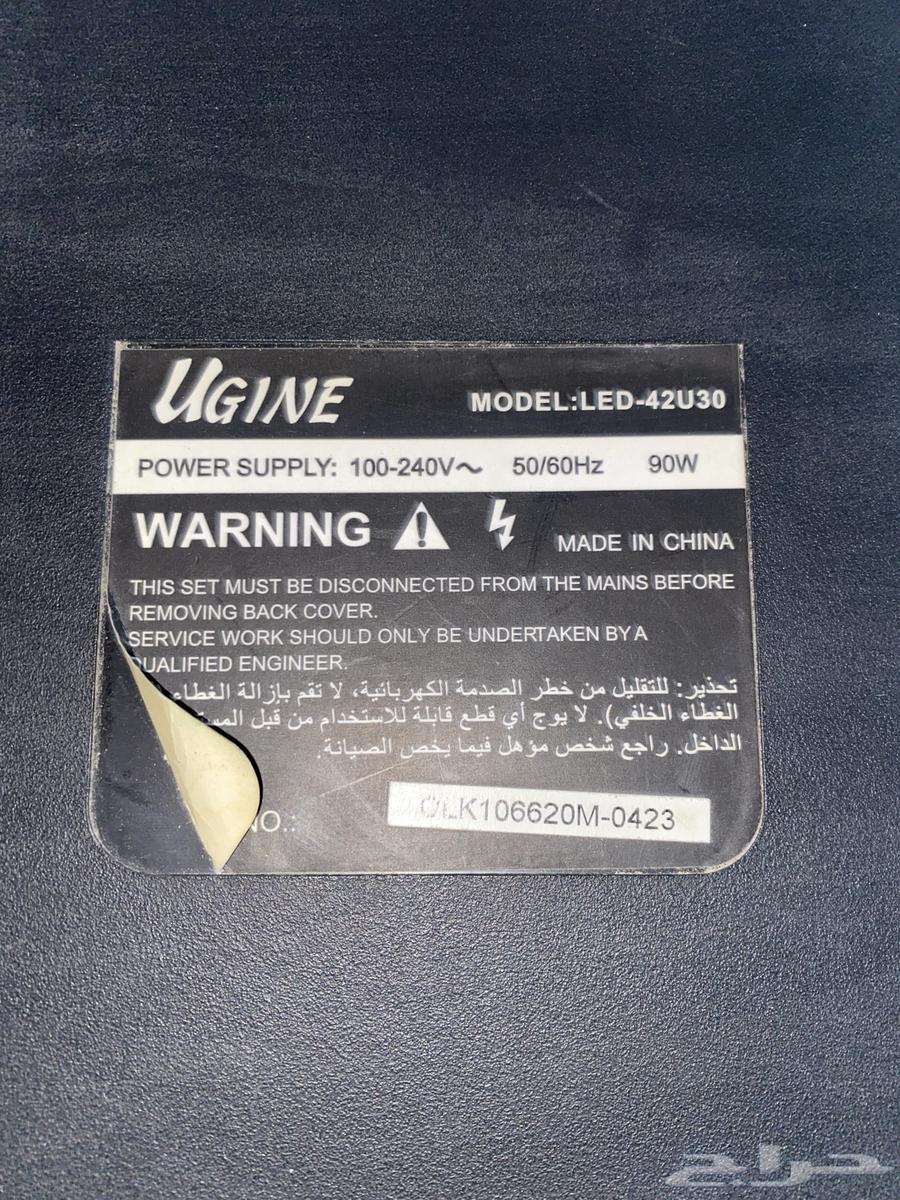 UGINE
MODEL:LED-42U30
POWER SUPPLY: 100-240V~ 50/60Hz 90W
WARNING
MADE IN CHINA
THIS SET MUST BE DISCONNECTED FROM THE MAINS BEFORE
REMOVING BACK COVER.
SERVICE WORK SHOULD ONLY BE UNDERTAKEN BY A
QUALIFIED ENGINEER.
تحذير: للتقليل من خطر الصدمة الكهربائية، لا تقم بإزالة الغطاء
الغطاء الخلفي). لا يوج أي قطع قابلة للاستخدام من قبل
الداخل. راجع شخص مؤهل فيما يخص الصيانة.
NO.:
OLK106620M-0423
حراج